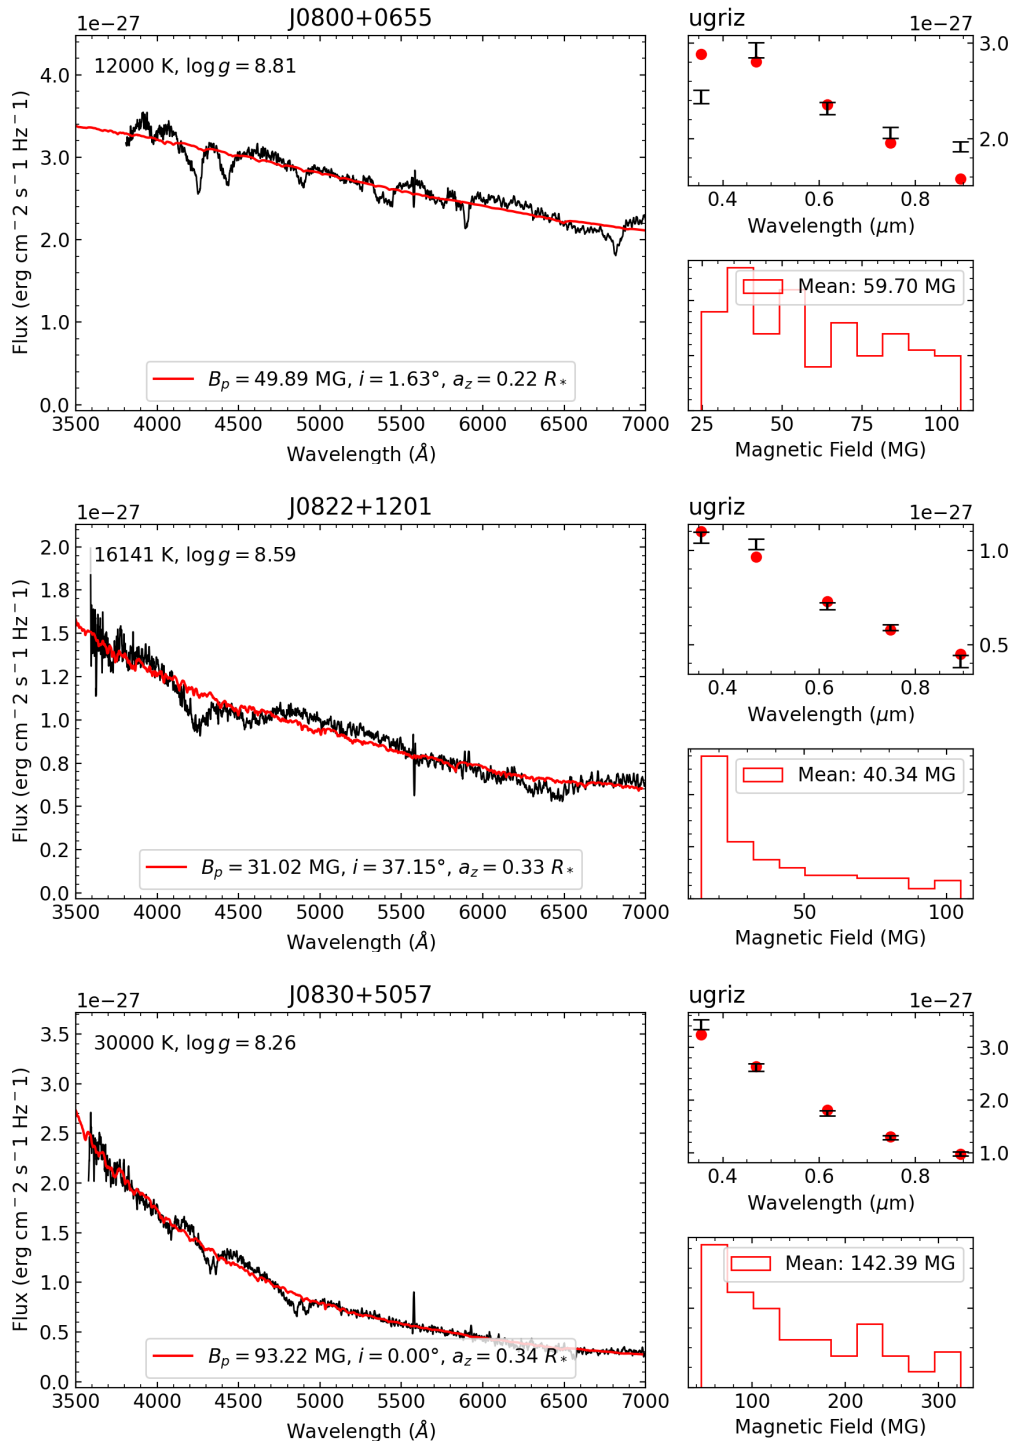 J0800+0655
1e−27
12000 K, log g = 8.81
Flux (erg cm−2 s−1 Hz−1)
4.0
3.0
2.0
1.0
0.0
B_p = 49.89 MG, i = 1.63°, a_z = 0.22 R_*
3500 4000 4500 5000 5500 6000 6500 7000
Wavelength (Å)
ugriz
1e−27
3.0
2.0
0.4 0.6 0.8
Wavelength (μm)
Mean: 59.70 MG
25 50 75 100
Magnetic Field (MG)
J0822+1201
1e−27
16141 K, log g = 8.59
Flux (erg cm−2 s−1 Hz−1)
2.0
1.8
1.5
1.2
1.0
0.8
0.5
0.2
0.0
B_p = 31.02 MG, i = 37.15°, a_z = 0.33 R_*
3500 4000 4500 5000 5500 6000 6500 7000
Wavelength (Å)
ugriz
1e−27
1.0
0.5
0.4 0.6 0.8
Wavelength (μm)
Mean: 40.34 MG
50 100
Magnetic Field (MG)
J0830+5057
1e−27
30000 K, log g = 8.26
Flux (erg cm−2 s−1 Hz−1)
3.5
3.0
2.5
2.0
1.5
1.0
0.5
0.0
B_p = 93.22 MG, i = 0.00°, a_z = 0.34 R_*
3500 4000 4500 5000 5500 6000 6500 7000
Wavelength (Å)
ugriz
1e−27
3.0
2.0
1.0
0.4 0.6 0.8
Wavelength (μm)
Mean: 142.39 MG
100 200 300
Magnetic Field (MG)